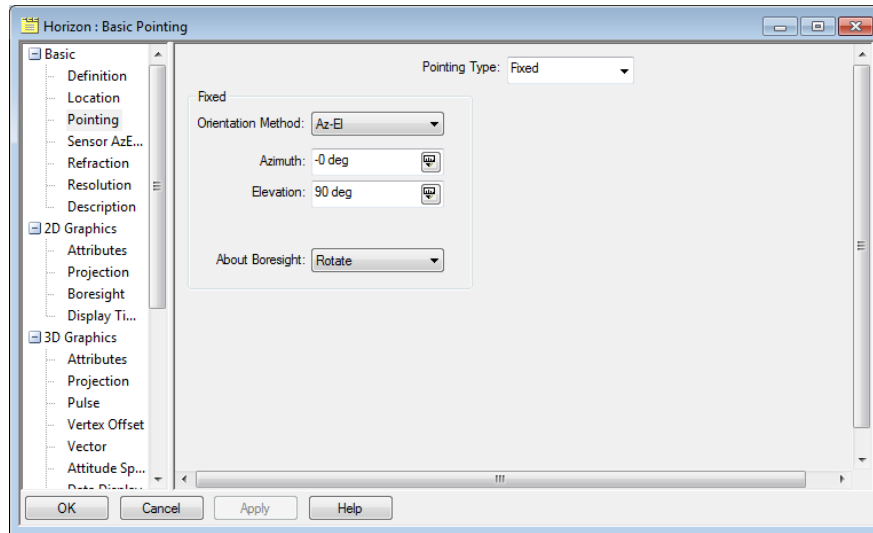 Horizon : Basic Pointing
Basic
Definition
Location
Pointing
Sensor AzE...
Refraction
Resolution
Description
2D Graphics
Attributes
Projection
Boresight
Display Ti...
3D Graphics
Attributes
Projection
Pulse
Vertex Offset
Vector
Attitude Sp...
Pointing Type: Fixed
Fixed
Orientation Method: Az-El
Azimuth: -0 deg
Elevation: 90 deg
About Boresight: Rotate
OK Cancel Apply Help